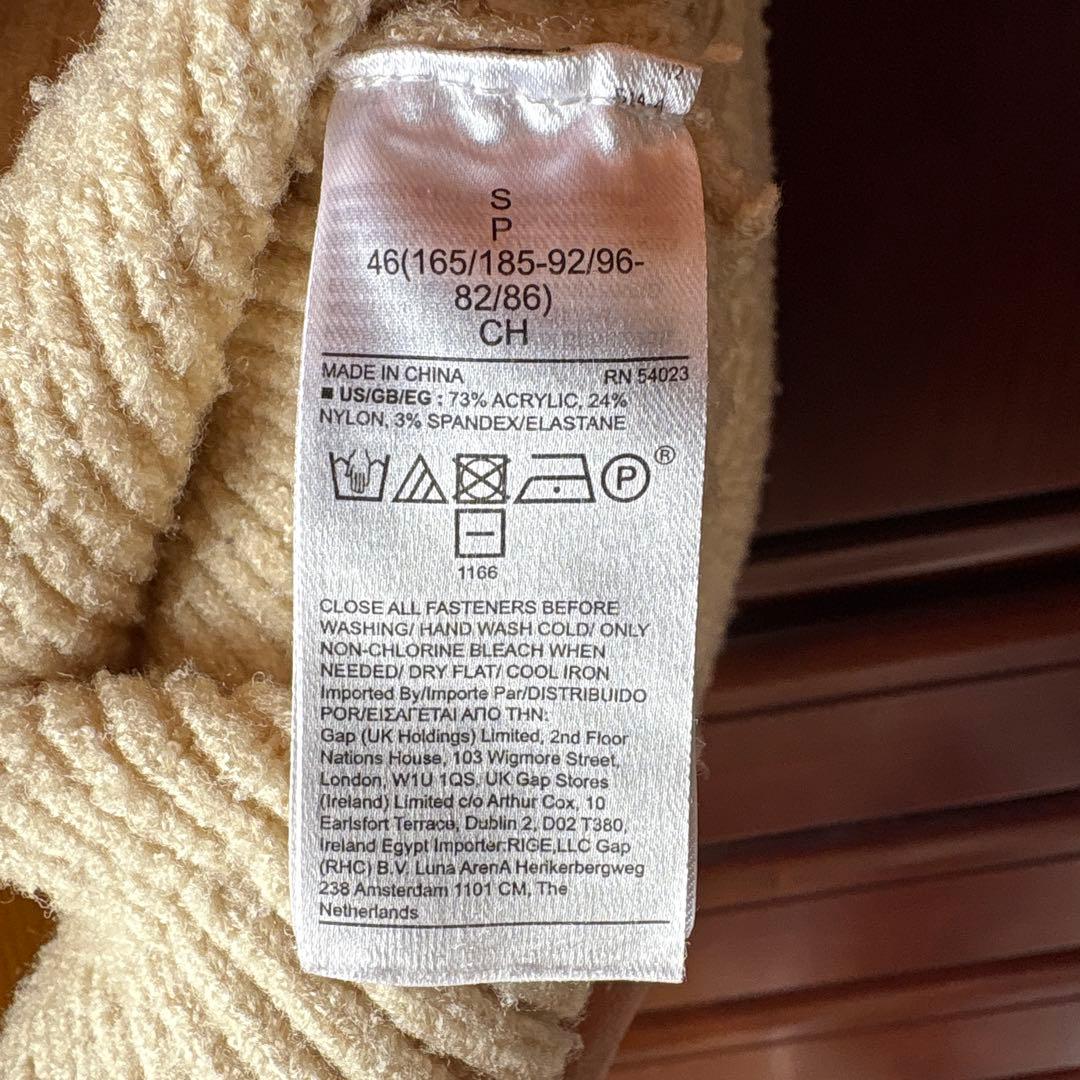 S
P
46(165/185-92/96-
82/86)
CH
MADE IN CHINA RN 54023
US/GB/EG : 73% ACRYLIC, 24%
NYLON, 3% SPANDEX/ELASTANE
P ®
1166
CLOSE ALL FASTENERS BEFORE
WASHING/ HAND WASH COLD/ ONLY
NON-CHLORINE BLEACH WHEN
NEEDED/ DRY FLAT/ COOL IRON
Imported By/Importe Par/DISTRIBUIDO
POR/ΕΙΣΑΓΕΤΑΙ ΑΠΟ ΤΗΝ:
Gap (UK Holdings) Limited, 2nd Floor
Nations House, 103 Wigmore Street,
London, W1U 1QS, UK Gap Stores
(Ireland) Limited c/o Arthur Cox, 10
Earlsfort Terrace, Dublin 2, D02 T380,
Ireland Egypt Importer:RIGE,LLC Gap
(RHC) B.V. Luna ArenA Herikerbergweg
238 Amsterdam 1101 CM, The
Netherlands